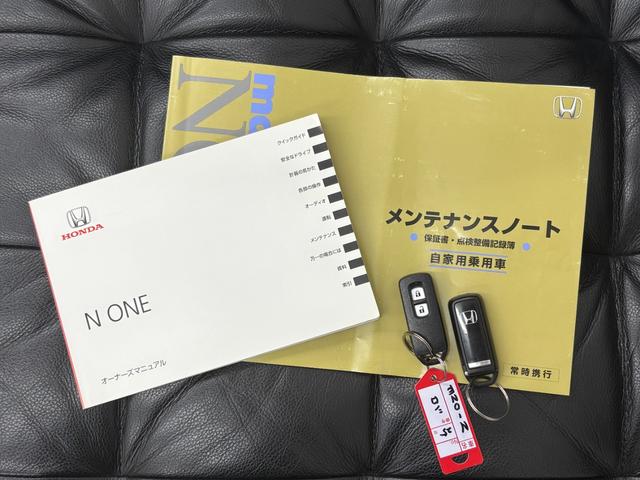 HONDA
N ONE
オーナーズマニュアル
クイックガイド
安全なドライブ
計器の見かた
各部の操作
オーディオ
運転
メンテナンス
万一の場合には
資料
索引
メンテナンスノート
保証書・点検整備記録簿
自家用乗用車
常時携行
車名
N-ONE